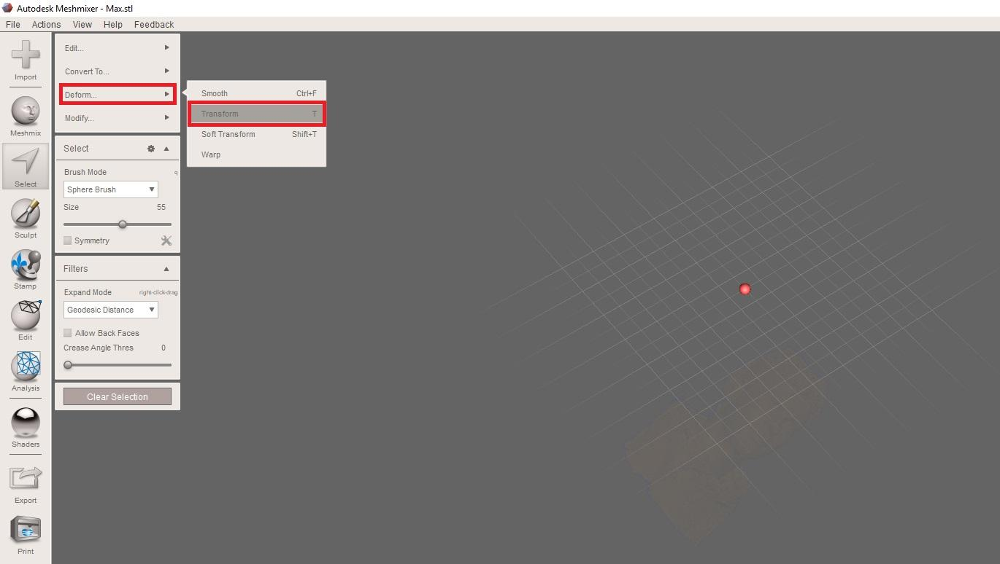 Autodesk Meshmixer - Max.stl
File Actions View Help Feedback
Import
Meshmix
Select
Sculpt
Stamp
Edit
Analysis
Shaders
Export
Print
Edit...
Convert To...
Deform...
Modify...
Smooth Ctrl+F
Transform T
Soft Transform Shift+T
Warp
Select
Brush Mode q
Sphere Brush
Size 55
Symmetry
Filters
Expand Mode right-click-drag
Geodesic Distance
Allow Back Faces
Crease Angle Thres 0
Clear Selection